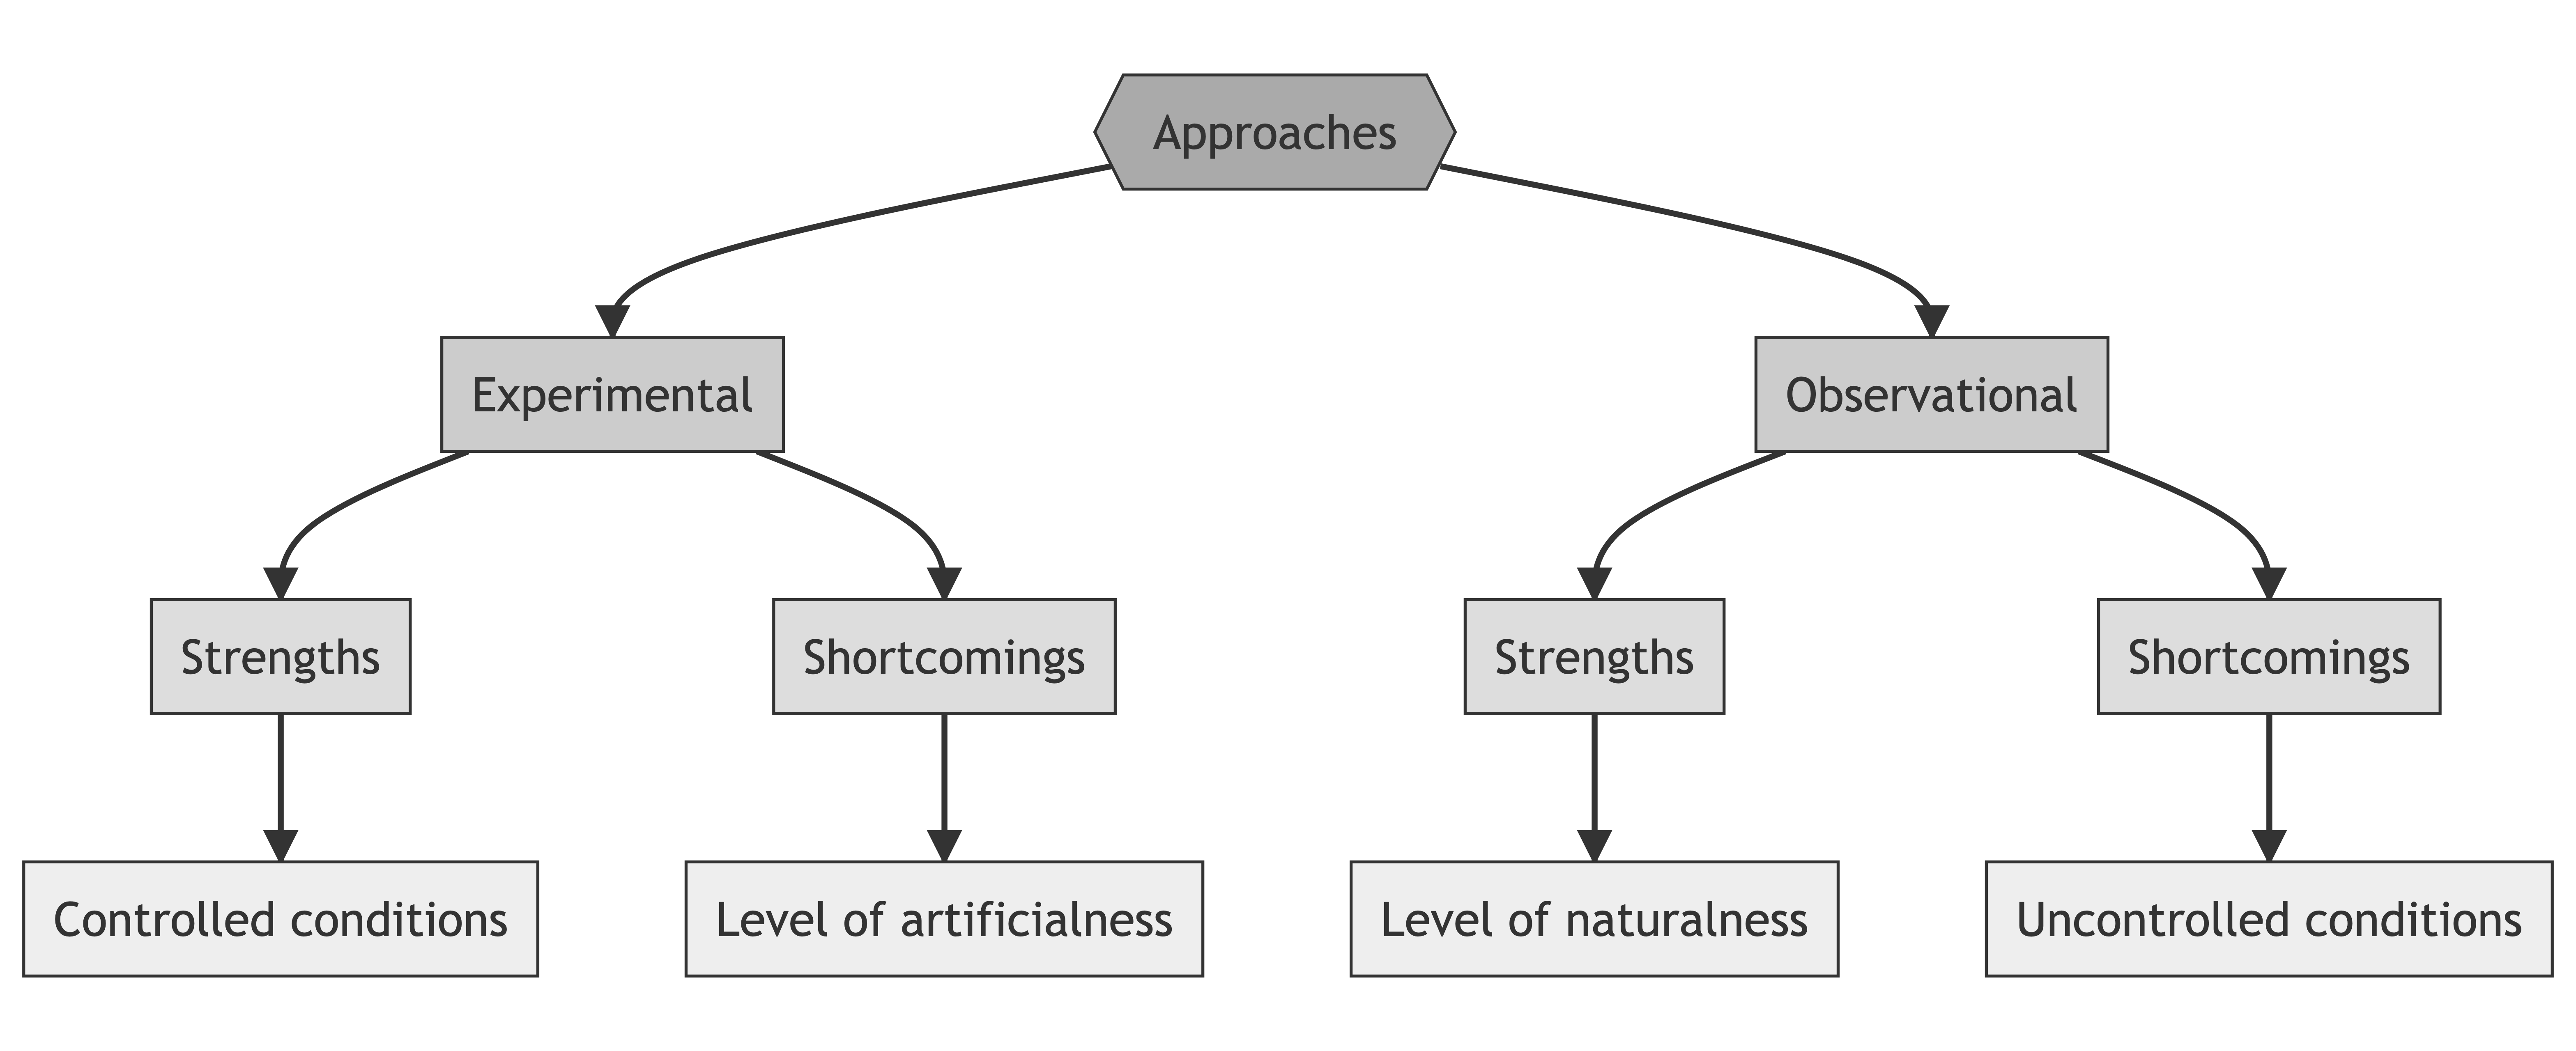 Approaches
Experimental
Observational
Strengths
Shortcomings
Strengths
Shortcomings
Controlled conditions
Level of artificialness
Level of naturalness
Uncontrolled conditions